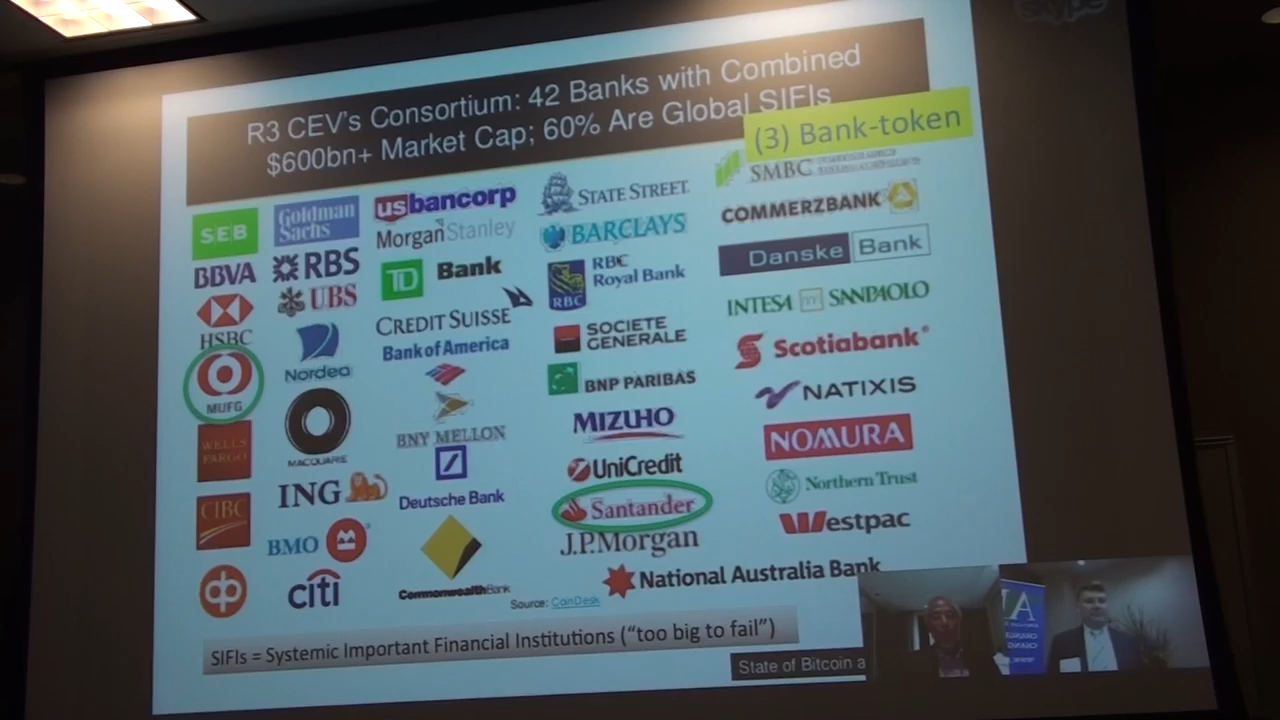 skype
R3 CEV's Consortium: 42 Banks with Combined
$600bn+ Market Cap; 60% Are Global SIFIs
(3) Bank-token
SEB
Goldman
Sachs
usbancorp
STATE STREET.
SMBC
BBVA
RBS
MorganStanley
BARCLAYS
COMMERZBANK
HSBC
UBS
TD Bank
RBC
RBC
Royal Bank
Danske Bank
MUFG
Nordea
CREDIT SUISSE
SOCIETE
GENERALE
INTESA SANPAOLO
WELLS
FARGO
MACQUARIE
Bank of America
BNP PARIBAS
Scotiabank
CIBC
ING
BNY MELLON
MIZUHO
NATIXIS
BMO
Deutsche Bank
UniCredit
NOMURA
op
citi
CommonwealthBank
Santander
Northern Trust
J.P.Morgan
Westpac
National Australia Bank
Source: CoinDesk
SIFIs = Systemic Important Financial Institutions ("too big to fail")
State of Bitcoin a